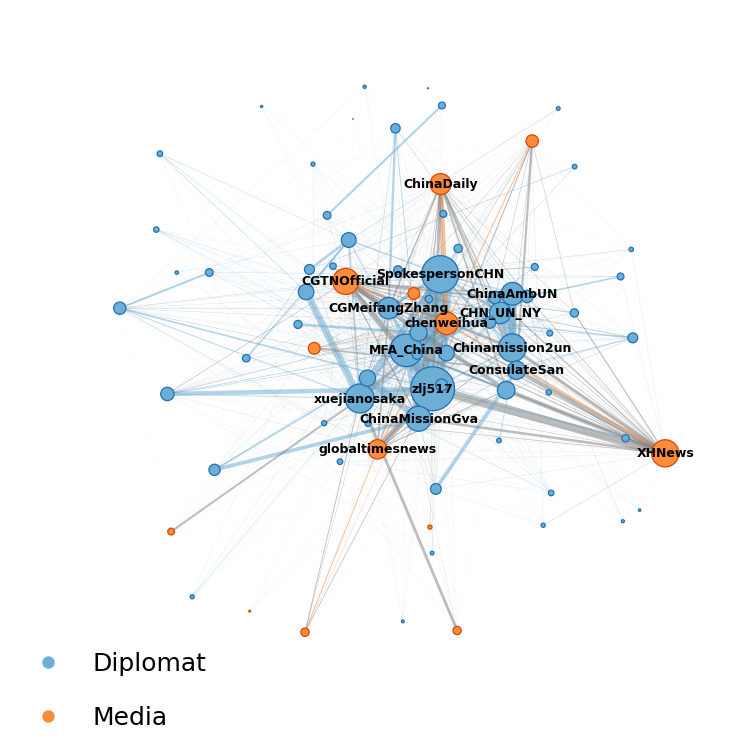 ChinaDaily
SpokespersonCHN
CGTNOfficial
ChinaAmbUN
CGMeifangZhang
CHN_UN_NY
chenweihua
MFA_China
Chinamission2un
ConsulateSan
zlj517
xuejianosaka
ChinaMissionGva
globaltimesnews
XHNews
Diplomat
Media